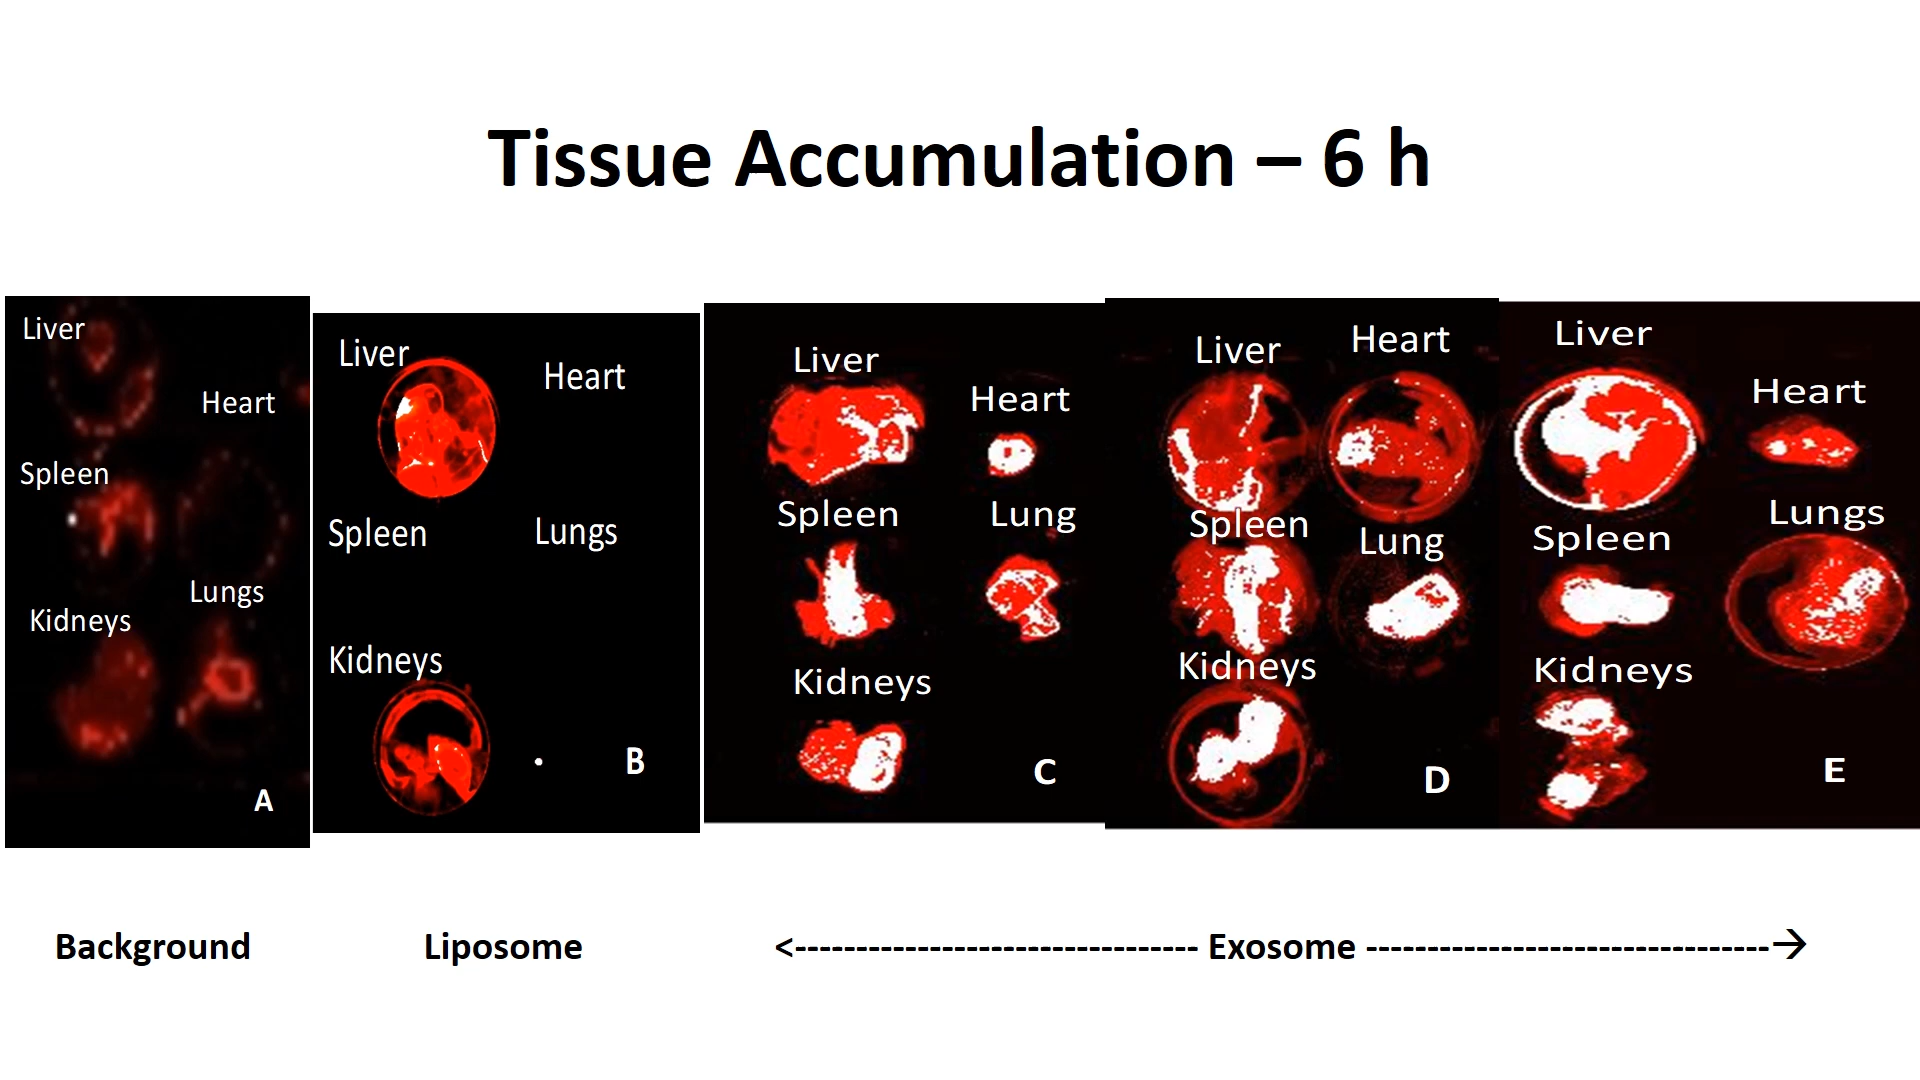 Tissue Accumulation – 6 h
Liver
Heart
Spleen
Lungs
Kidneys
A
Liver
Heart
Spleen
Lungs
Kidneys
B
Liver
Heart
Spleen
Lung
Kidneys
C
Liver
Heart
Spleen
Lung
Kidneys
D
Liver
Heart
Lungs
Spleen
Kidneys
E
Background
Liposome
<--------------------------------- Exosome ---------------------------------→